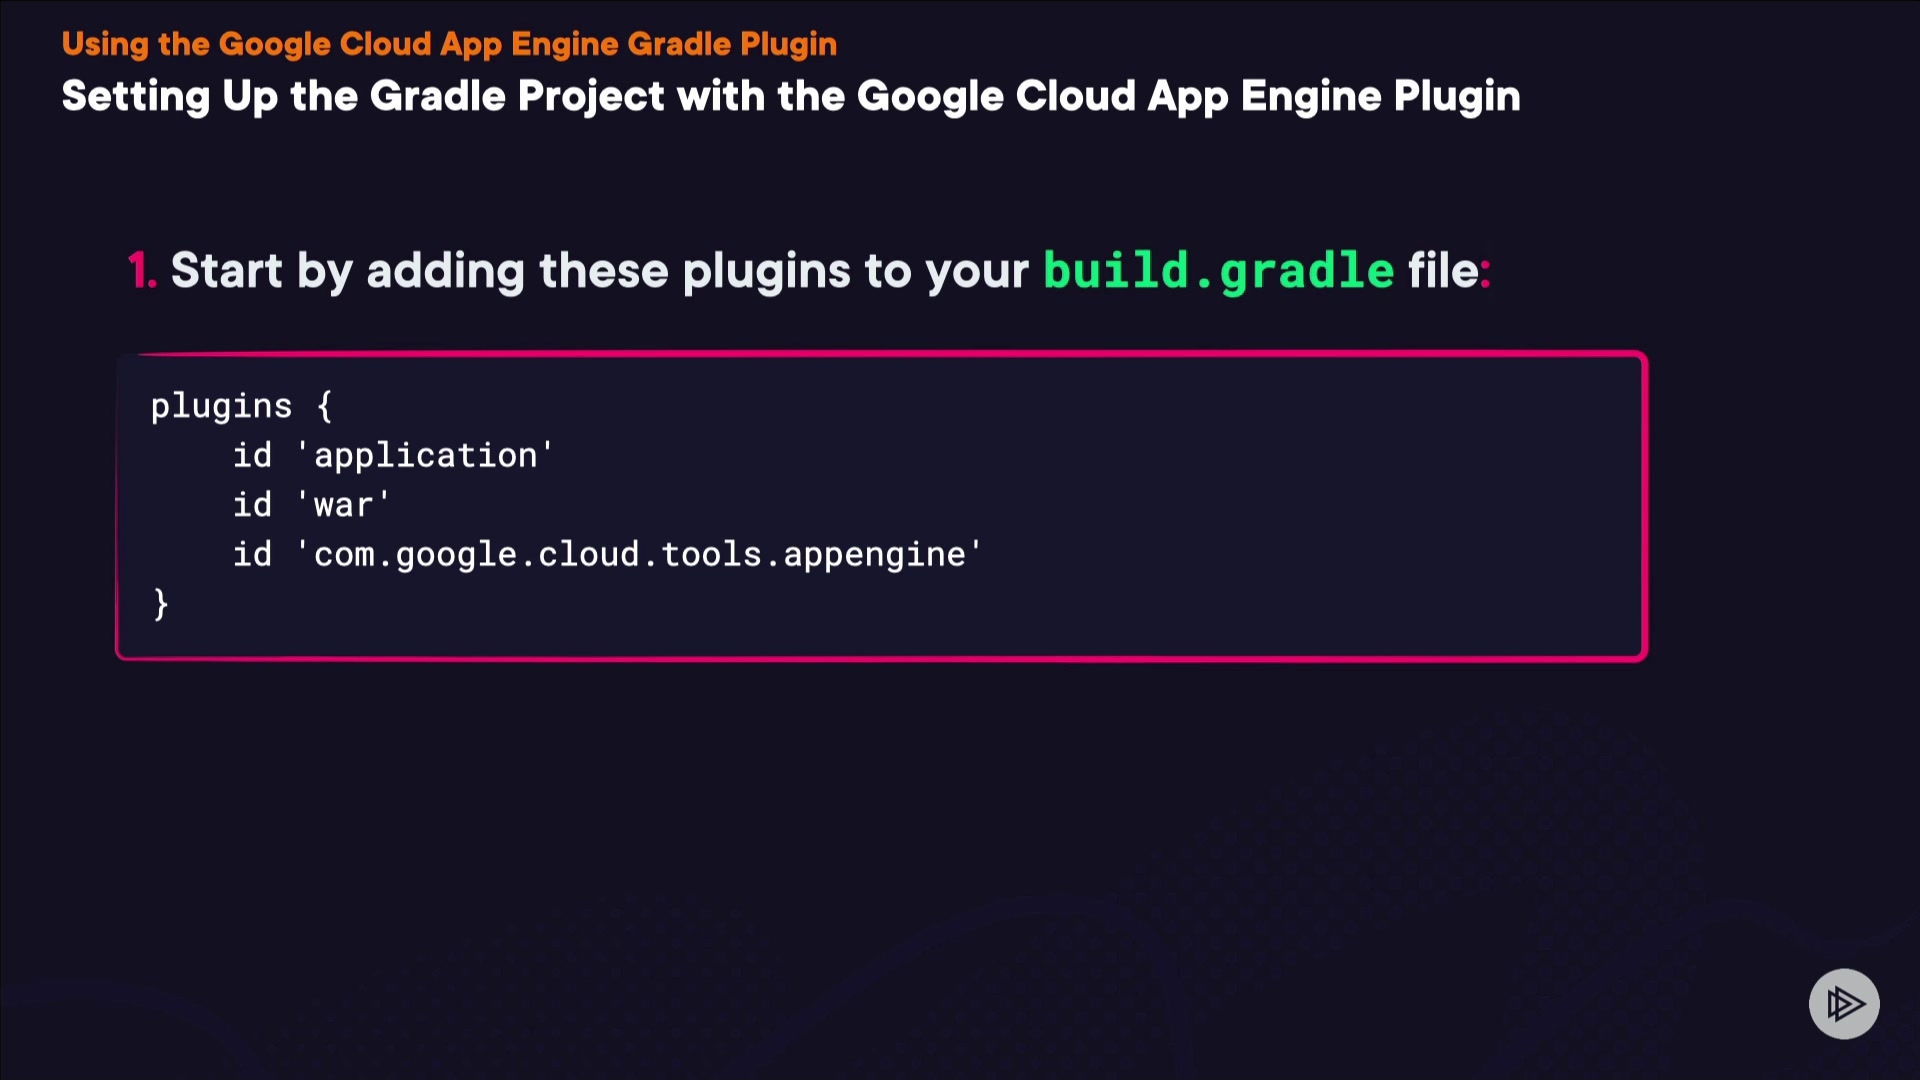 Using the Google Cloud App Engine Gradle Plugin
Setting Up the Gradle Project with the Google Cloud App Engine Plugin
1. Start by adding these plugins to your build.gradle file:
plugins {
    id 'application'
    id 'war'
    id 'com.google.cloud.tools.appengine'
}